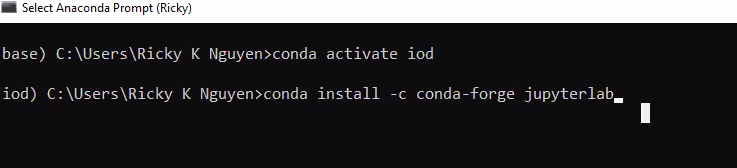 Select Anaconda Prompt (Ricky)
base) C:\Users\Ricky K Nguyen>conda activate iod
iod) C:\Users\Ricky K Nguyen>conda install -c conda-forge jupyterlab